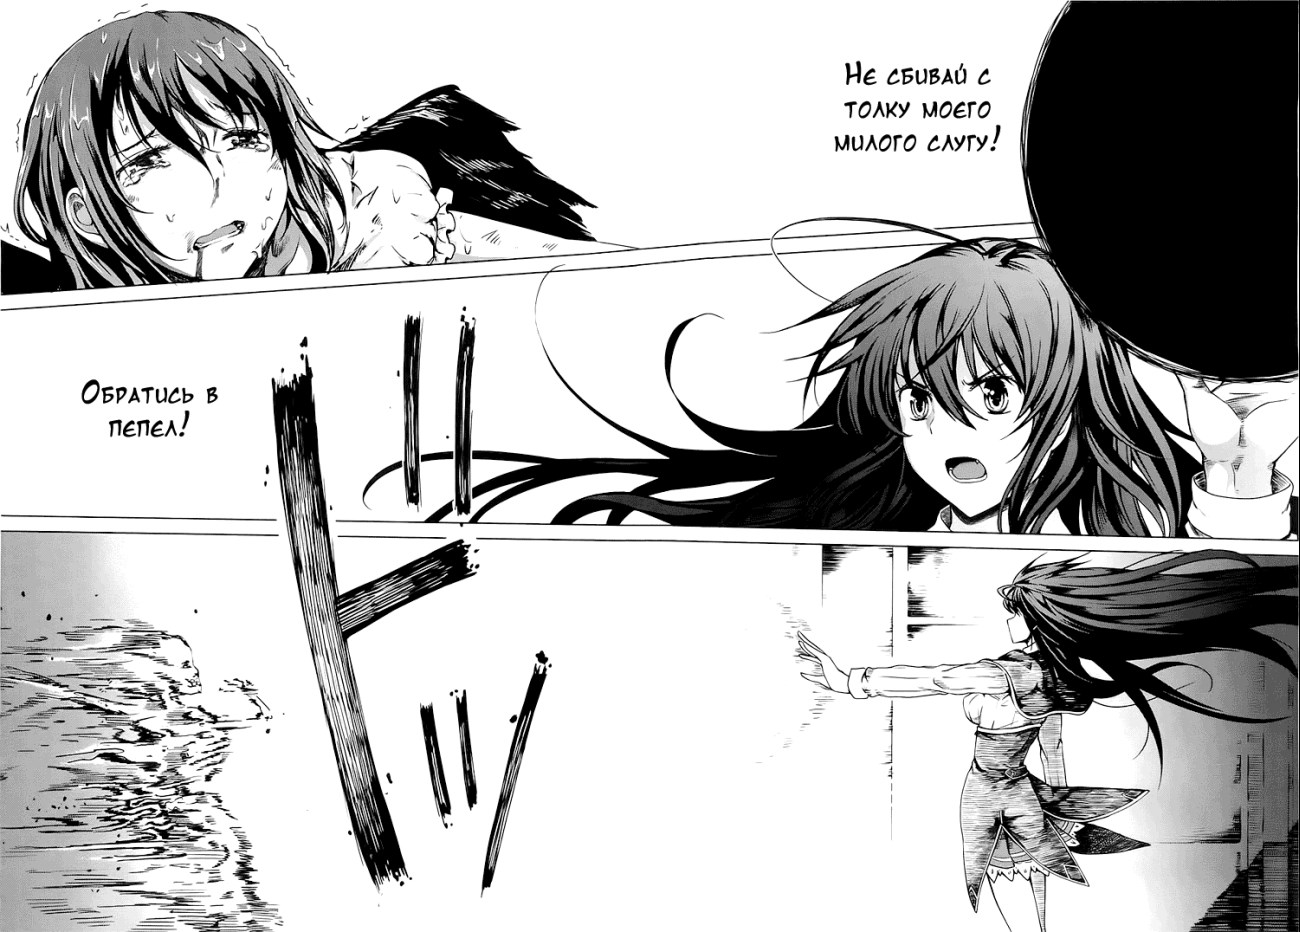 Не сбивай с
толку моего
милого слугу!
Обратись в
пепел!
ドッ